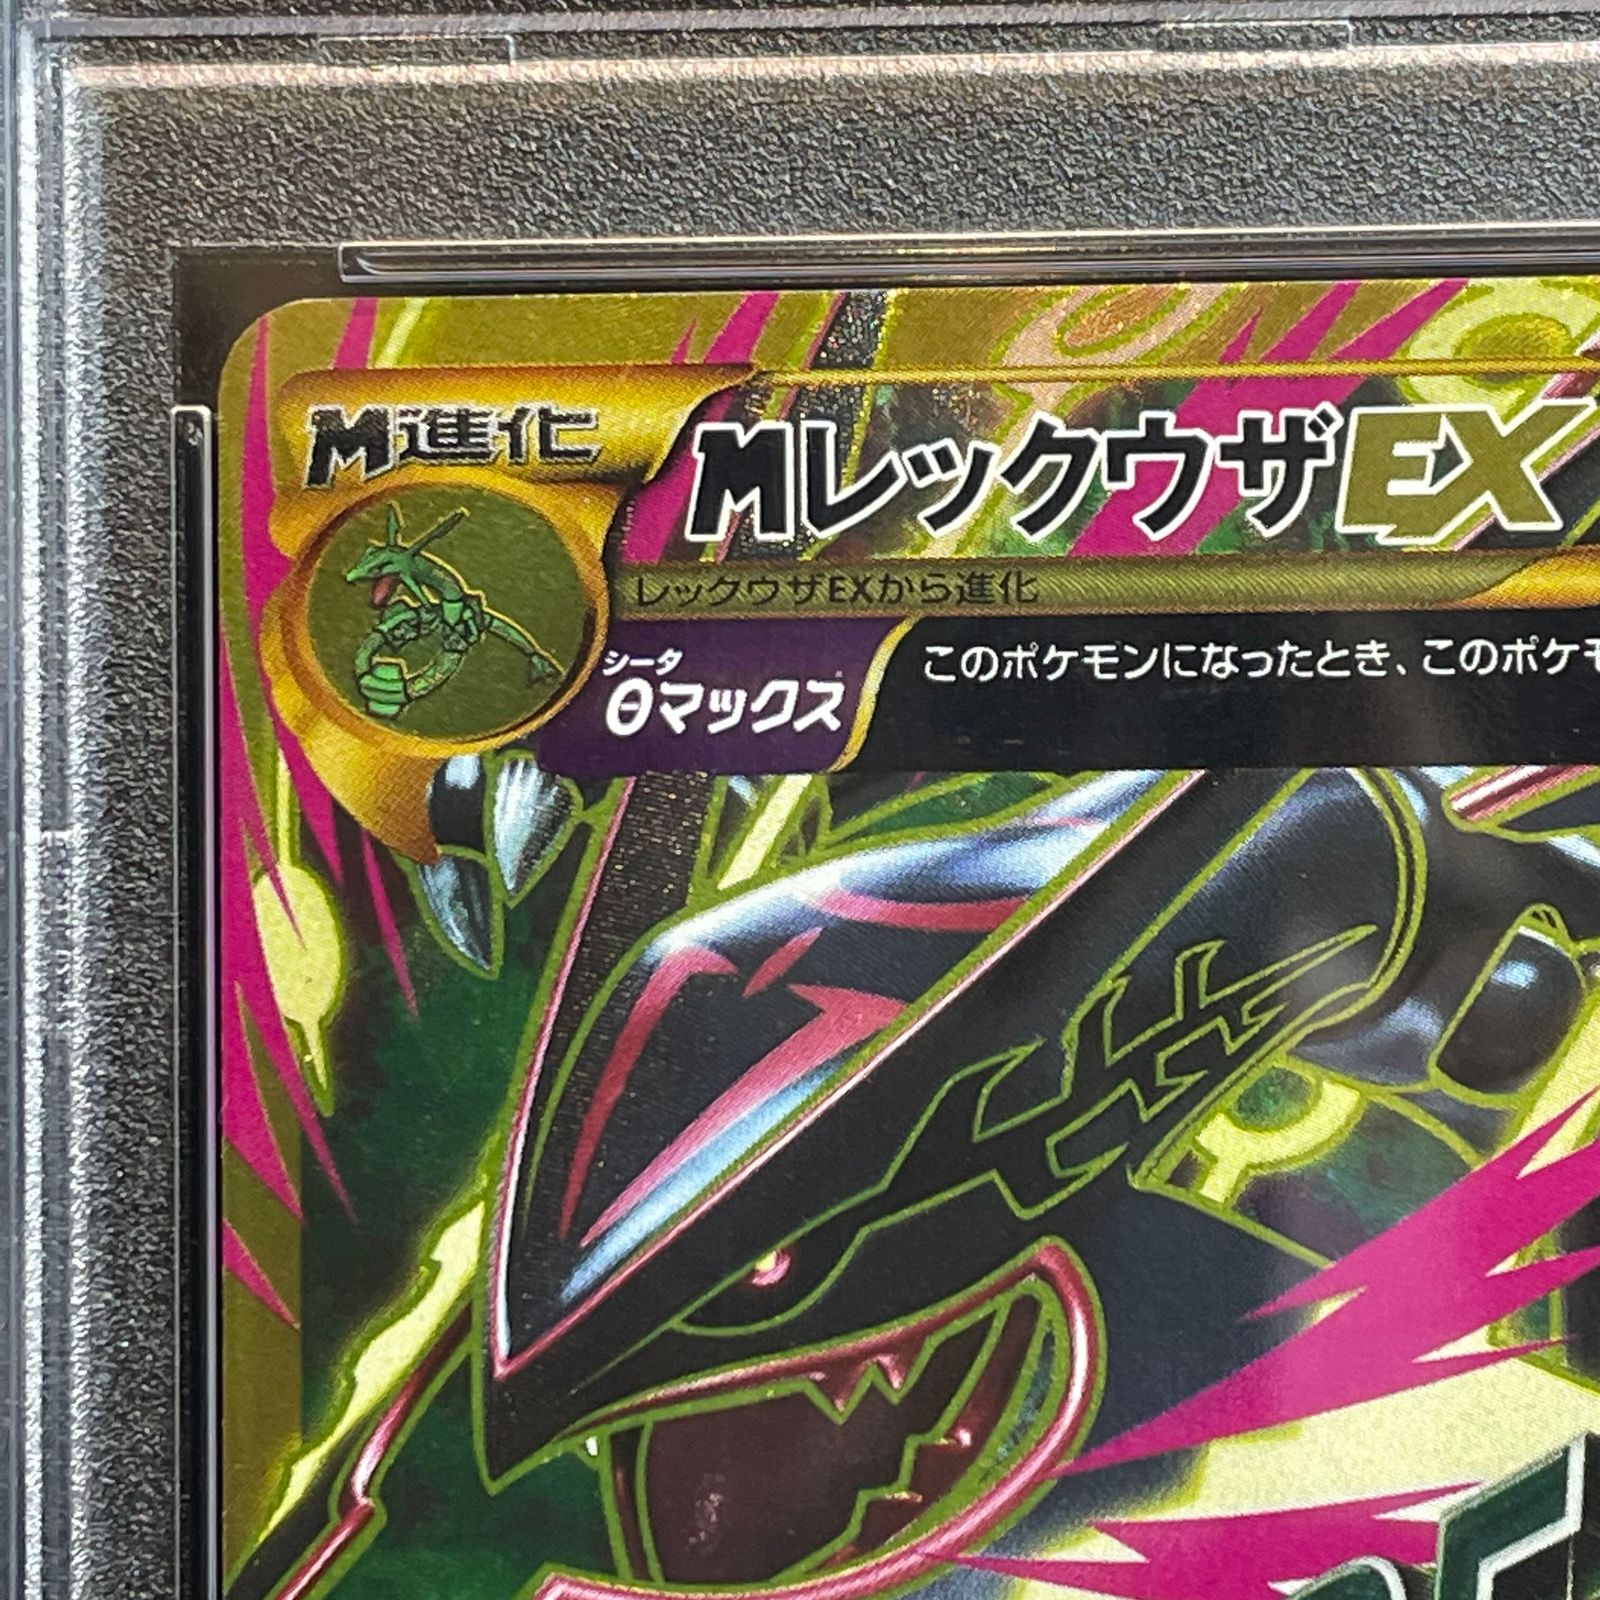 M進化
MレックウザEX
レックウザEXから進化
シータ
θマックス
このポケモンになったとき、このポケモ